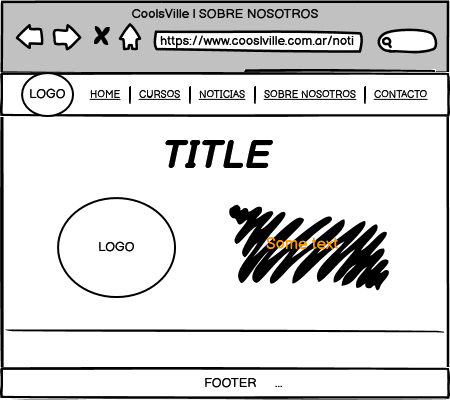 CoolsVille | SOBRE NOSOTROS
https://www.cooslville.com.ar/noti
LOGO HOME CURSOS NOTICIAS SOBRE NOSOTROS CONTACTO
TITLE
LOGO Some text
FOOTER ...